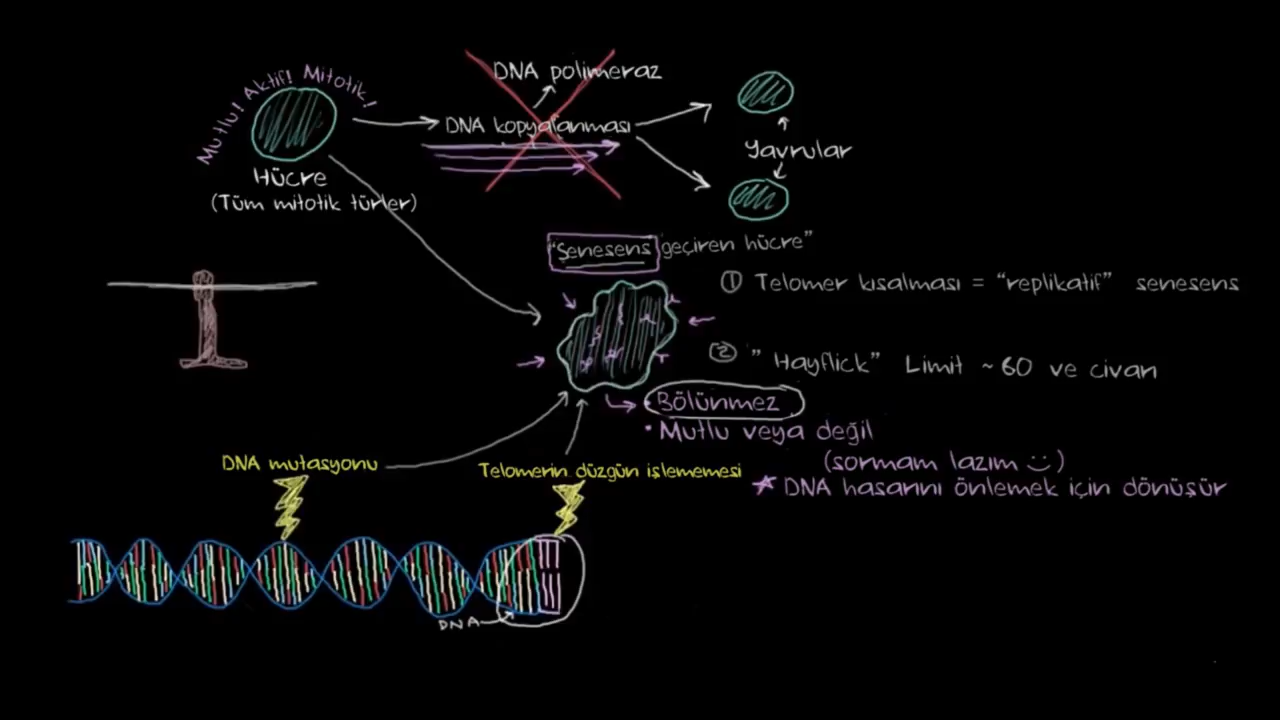 Mutlu! Aktif! Mitotik!
DNA polimeraz
DNA kopyalanması
Yavrular
Hücre
(Tüm mitotik türler)
"Senesens" geçiren hücre"
① Telomer kısalması = "replikatif" senesens
② "Hayflick" Limit ~60 ve civarı
• Bölünmez
• Mutlu veya değil
(sormam lazım :))
DNA mutasyonu
Telomerin düzgün işlememesi
★ DNA hasarını önlemek için dönüşür
DNA